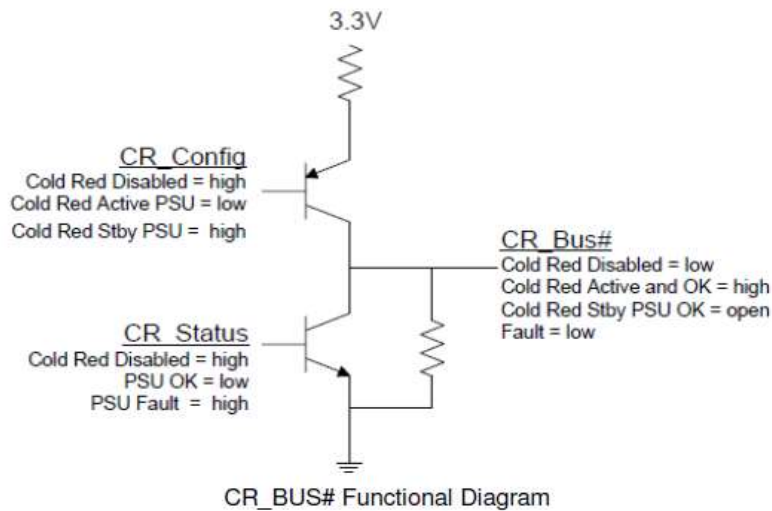 3.3V
CR_Config
Cold Red Disabled = high
Cold Red Active PSU = low
Cold Red Stby PSU = high
CR_Bus#
Cold Red Disabled = low
Cold Red Active and OK = high
Cold Red Stby PSU OK = open
Fault = low
CR_Status
Cold Red Disabled = high
PSU OK = low
PSU Fault = high
CR_BUS# Functional Diagram